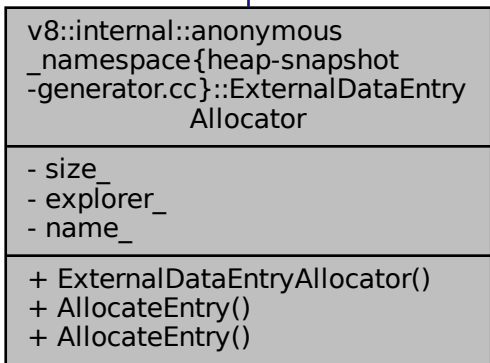 v8::internal::anonymous
_namespace{heap-snapshot
-generator.cc}::ExternalDataEntry
Allocator
- size_
- explorer_
- name_
+ ExternalDataEntryAllocator()
+ AllocateEntry()
+ AllocateEntry()